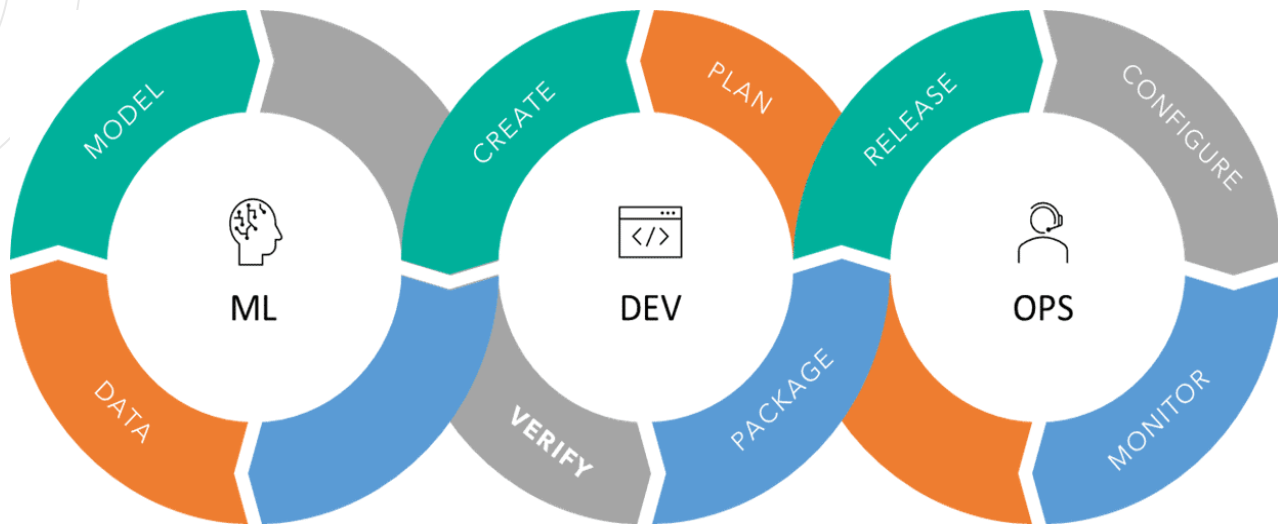 MODEL
CREATE
PLAN
RELEASE
CONFIGURE
</>
ML
DEV
OPS
DATA
VERIFY
PACKAGE
MONITOR